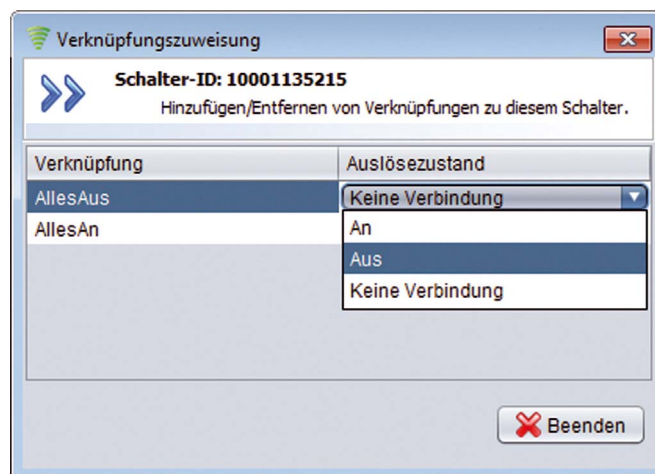 Verknüpfungszuweisung
Schalter-ID: 10001135215
Hinzufügen/Entfernen von Verknüpfungen zu diesem Schalter.
Verknüpfung Auslösezustand
AllesAus Keine Verbindung
AllesAn An
Aus
Keine Verbindung
Beenden